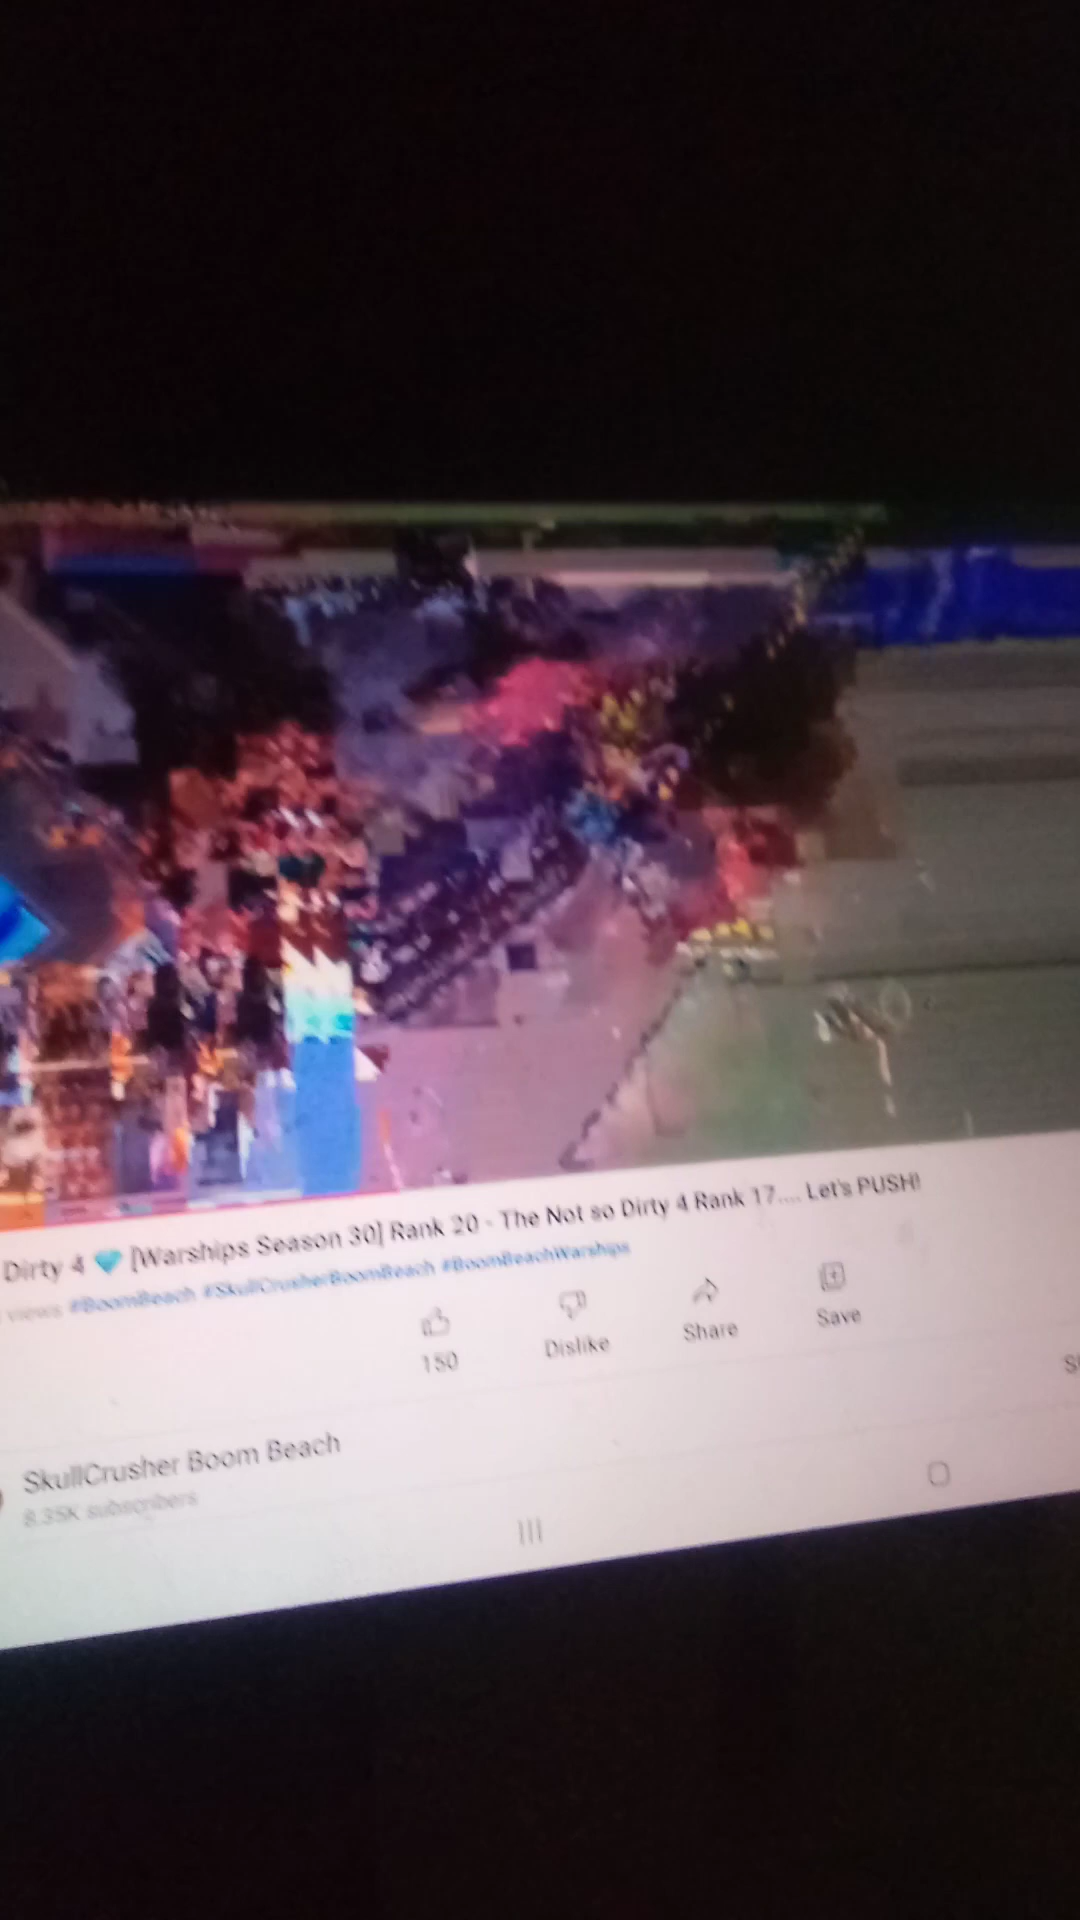 Dirty 4 🩵 [Warships Season 30] Rank 20 - The Not so Dirty 4 Rank 17.... Let's PUSH!
views #BoomBeach #SkullCrusherBoomBeach #BoomBeachWarships
150 Dislike Share Save
SkullCrusher Boom Beach
8.35K subscribers